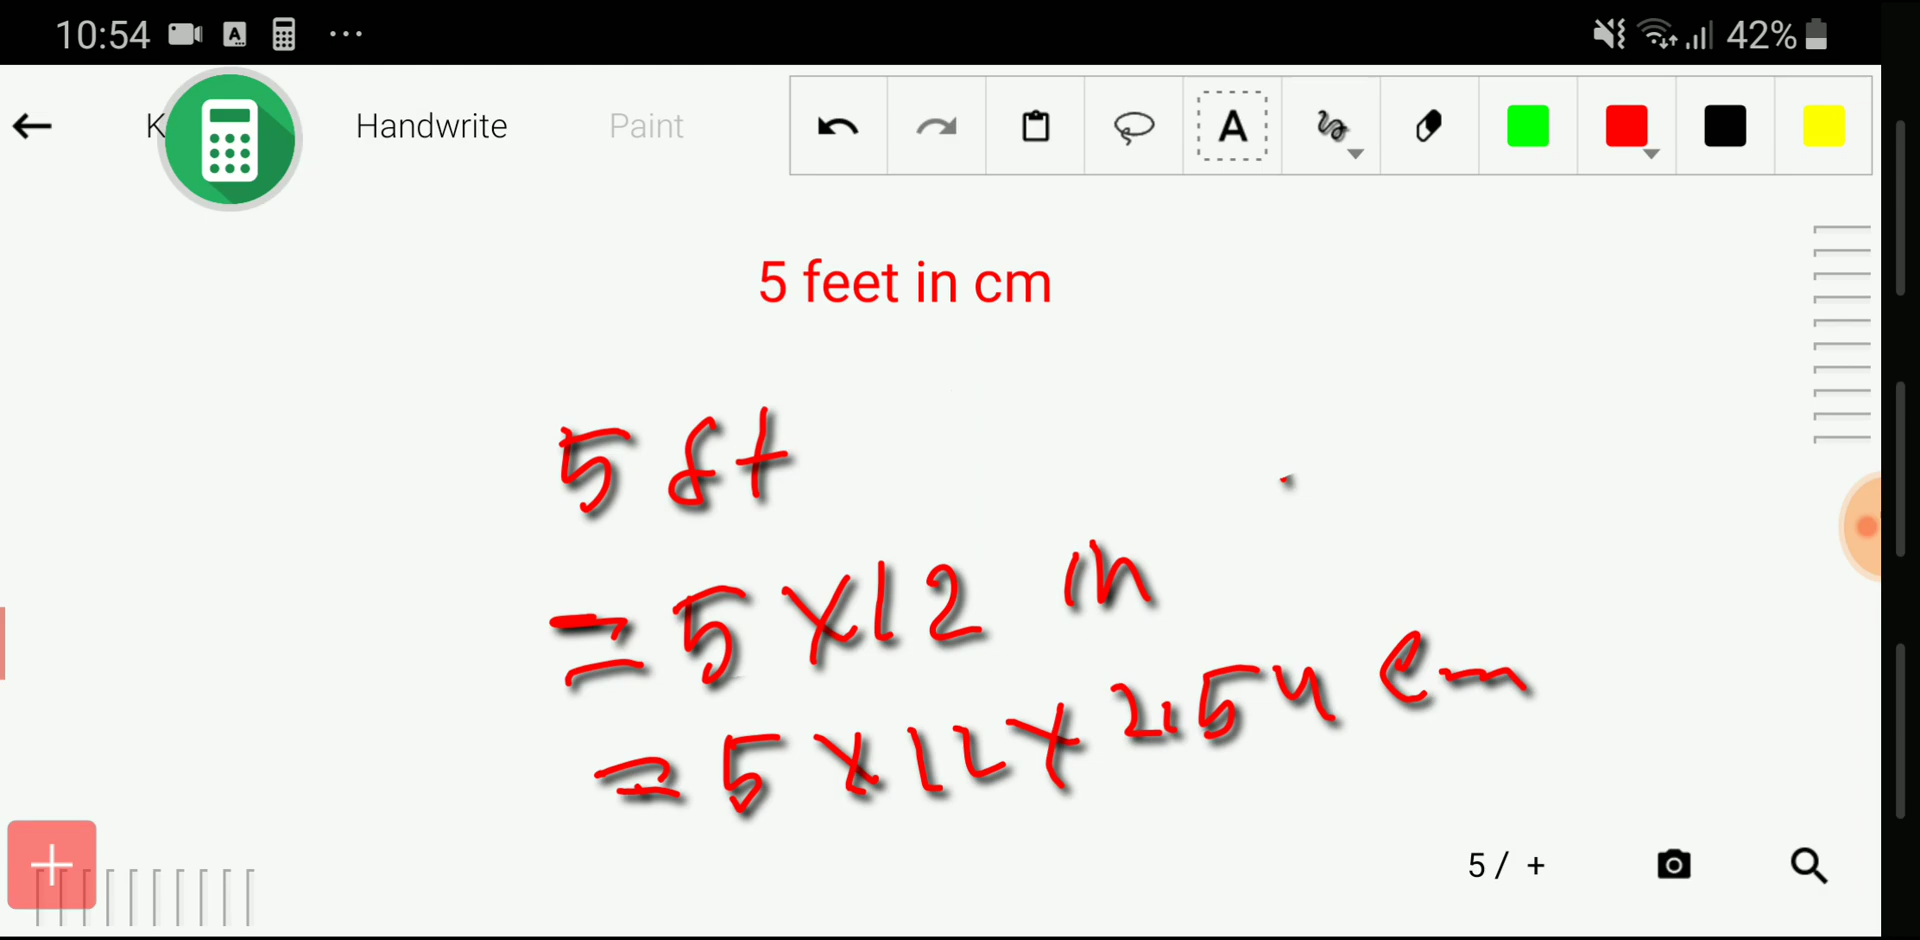 10:54 A... ... 42%
K Handwrite Paint A
5 feet in cm
5 ft
= 5 × 12 in
= 5 × 12 × 2.54 cm
5 / +